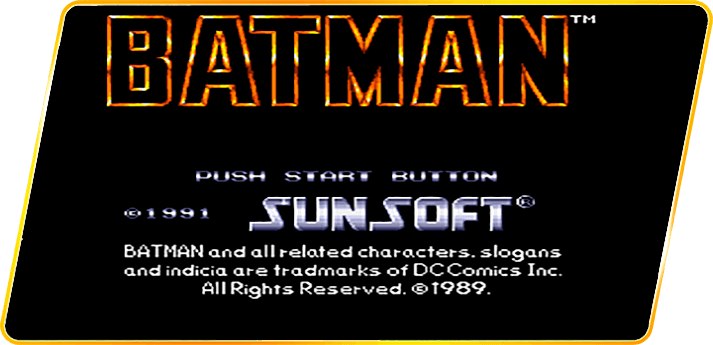 BATMAN™
PUSH START BUTTON
©1991 SUNSOFT®
BATMAN and all related characters. slogans
and indicia are tradmarks of DC Comics Inc.
All Rights Reserved. ©1989.